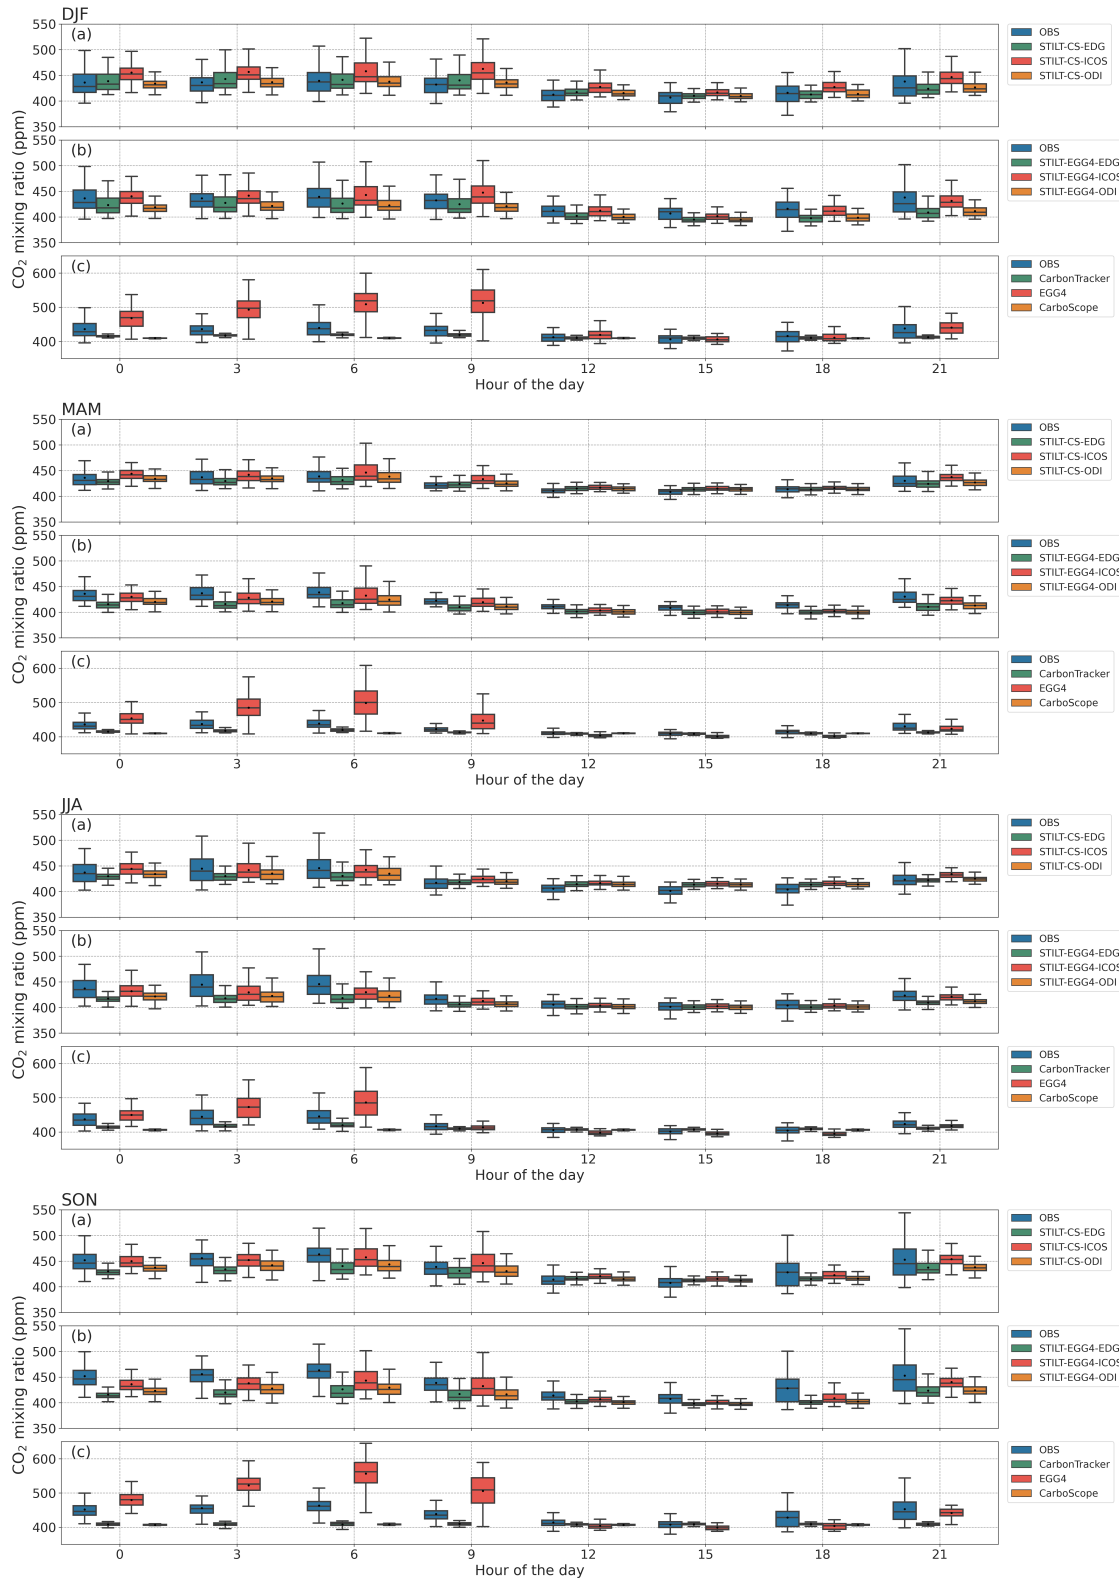 DJF
(a)
550
500
450
400
350
OBS
STILT-CS-EDG
STILT-CS-ICOS
STILT-CS-ODI
(b)
550
500
450
400
350
OBS
STILT-EGG4-EDG
STILT-EGG4-ICOS
STILT-EGG4-ODI
CO₂ mixing ratio (ppm)
(c)
600
500
400
OBS
CarbonTracker
EGG4
CarboScope
0 3 6 9 12 15 18 21
Hour of the day
MAM
(a)
550
500
450
400
350
OBS
STILT-CS-EDG
STILT-CS-ICOS
STILT-CS-ODI
(b)
550
500
450
400
350
OBS
STILT-EGG4-EDG
STILT-EGG4-ICOS
STILT-EGG4-ODI
CO₂ mixing ratio (ppm)
(c)
600
500
400
OBS
CarbonTracker
EGG4
CarboScope
0 3 6 9 12 15 18 21
Hour of the day
JJA
(a)
550
500
450
400
350
OBS
STILT-CS-EDG
STILT-CS-ICOS
STILT-CS-ODI
(b)
550
500
450
400
350
OBS
STILT-EGG4-EDG
STILT-EGG4-ICOS
STILT-EGG4-ODI
CO₂ mixing ratio (ppm)
(c)
600
500
400
OBS
CarbonTracker
EGG4
CarboScope
0 3 6 9 12 15 18 21
Hour of the day
SON
(a)
550
500
450
400
350
OBS
STILT-CS-EDG
STILT-CS-ICOS
STILT-CS-ODI
(b)
550
500
450
400
350
OBS
STILT-EGG4-EDG
STILT-EGG4-ICOS
STILT-EGG4-ODI
CO₂ mixing ratio (ppm)
(c)
600
500
400
OBS
CarbonTracker
EGG4
CarboScope
0 3 6 9 12 15 18 21
Hour of the day